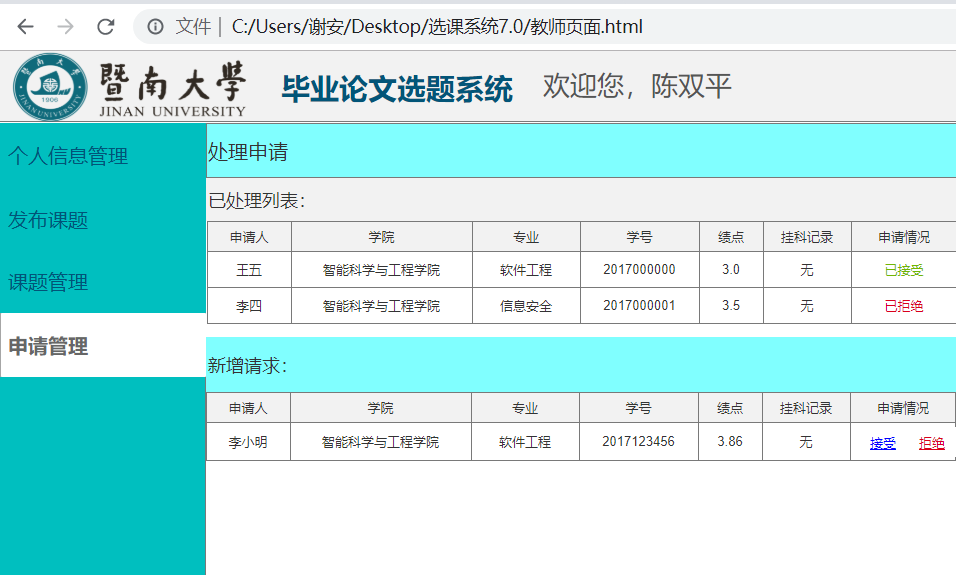 文件 | C:/Users/谢安/Desktop/选课系统7.0/教师页面.html
暨南大学 JINAN UNIVERSITY 毕业论文选题系统 欢迎您，陈双平
暨南大学
1906
JINAN UNIVERSITY
个人信息管理
发布课题
课题管理
申请管理
处理申请
已处理列表：
申请人 学院 专业 学号 绩点 挂科记录 申请情况
王五 智能科学与工程学院 软件工程 2017000000 3.0 无 已接受
李四 智能科学与工程学院 信息安全 2017000001 3.5 无 已拒绝
新增请求：
申请人 学院 专业 学号 绩点 挂科记录 申请情况
李小明 智能科学与工程学院 软件工程 2017123456 3.86 无 接受 拒绝